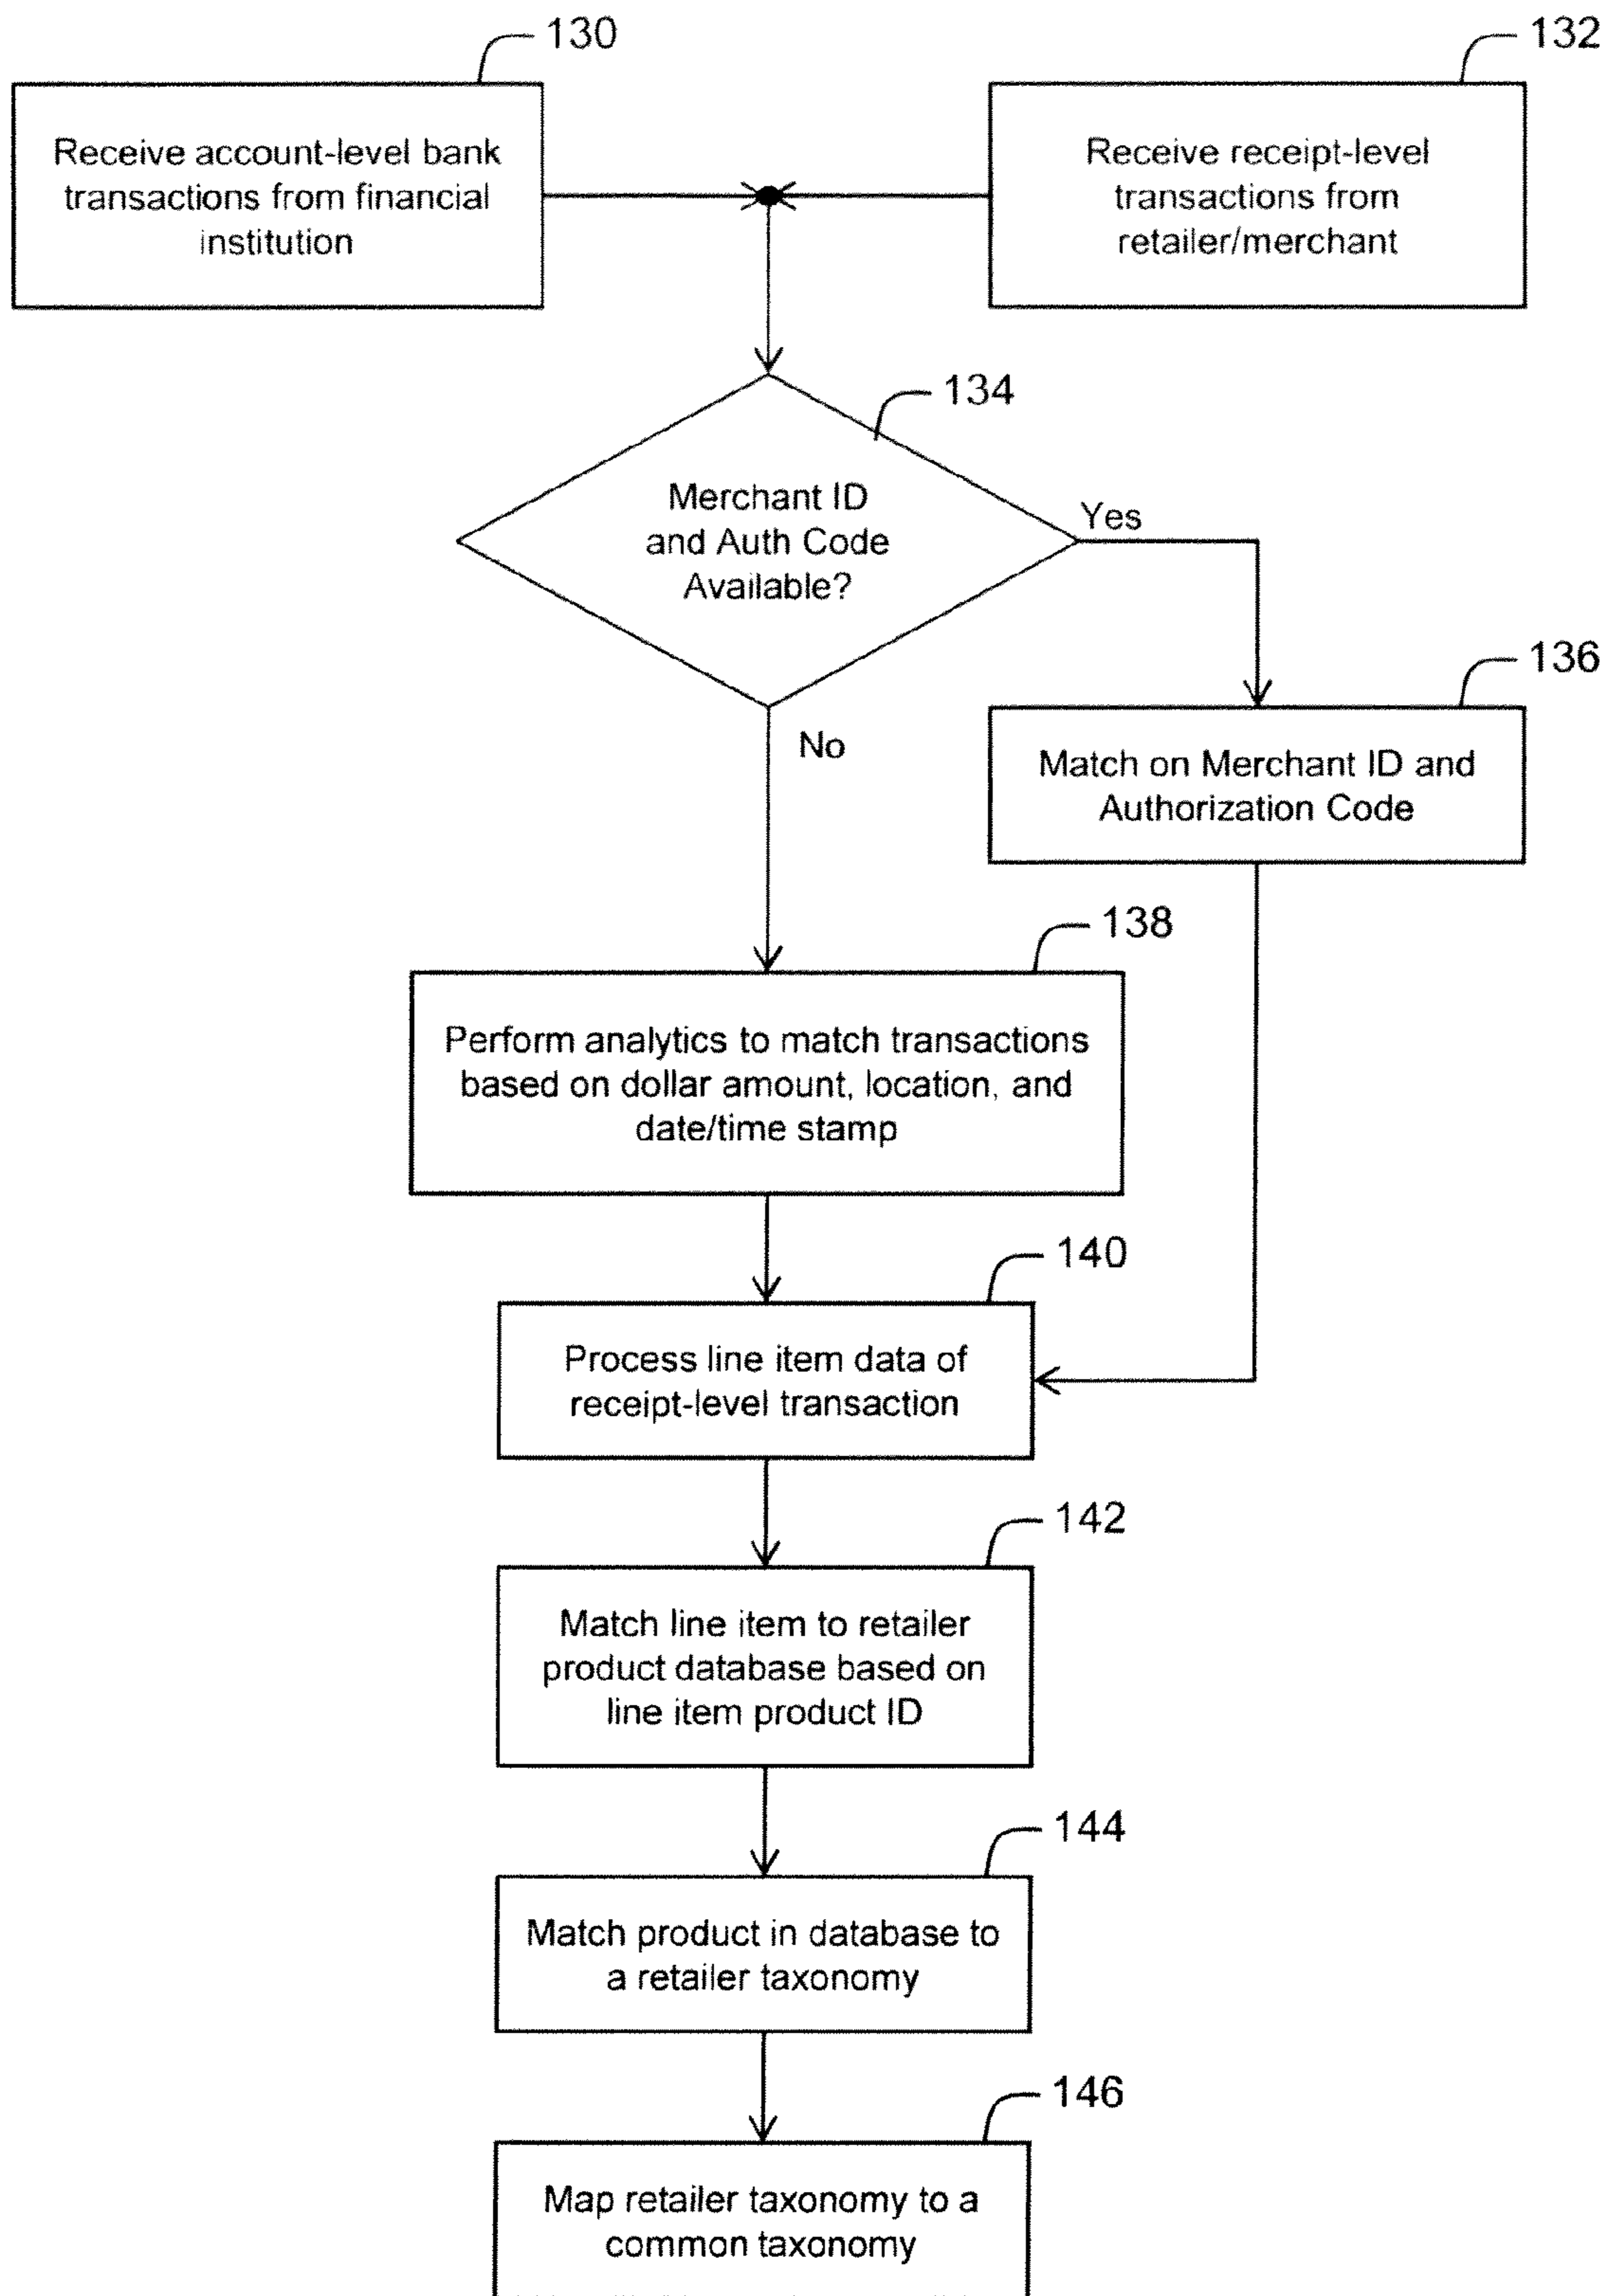 130
Receive account-level bank
transactions from financial
institution
132
Receive receipt-level
transactions from
retailer/merchant
134
Merchant ID
and Auth Code
Available?
Yes
No
136
Match on Merchant ID and
Authorization Code
138
Perform analytics to match transactions
based on dollar amount, location, and
date/time stamp
140
Process line item data of
receipt-level transaction
142
Match line item to retailer
product database based on
line item product ID
144
Match product in database to
a retailer taxonomy
146
Map retailer taxonomy to a
common taxonomy